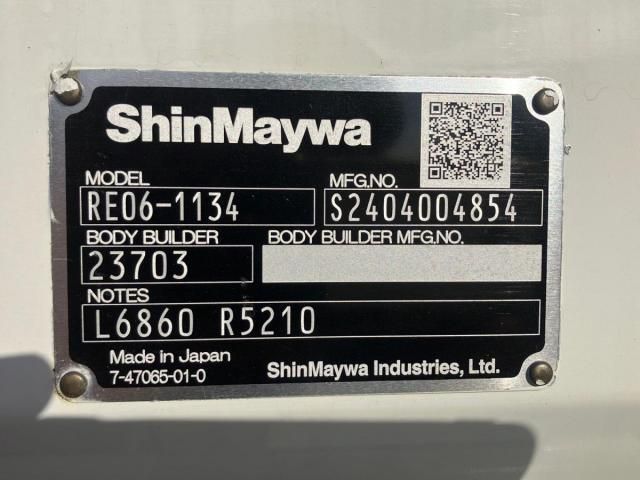 ShinMaywa
MODEL MFG.NO.
RE06-1134 S2404004854
BODY BUILDER BODY BUILDER MFG.NO.
23703
NOTES
L6860 R5210
Made in Japan
7-47065-01-0 ShinMaywa Industries, Ltd.